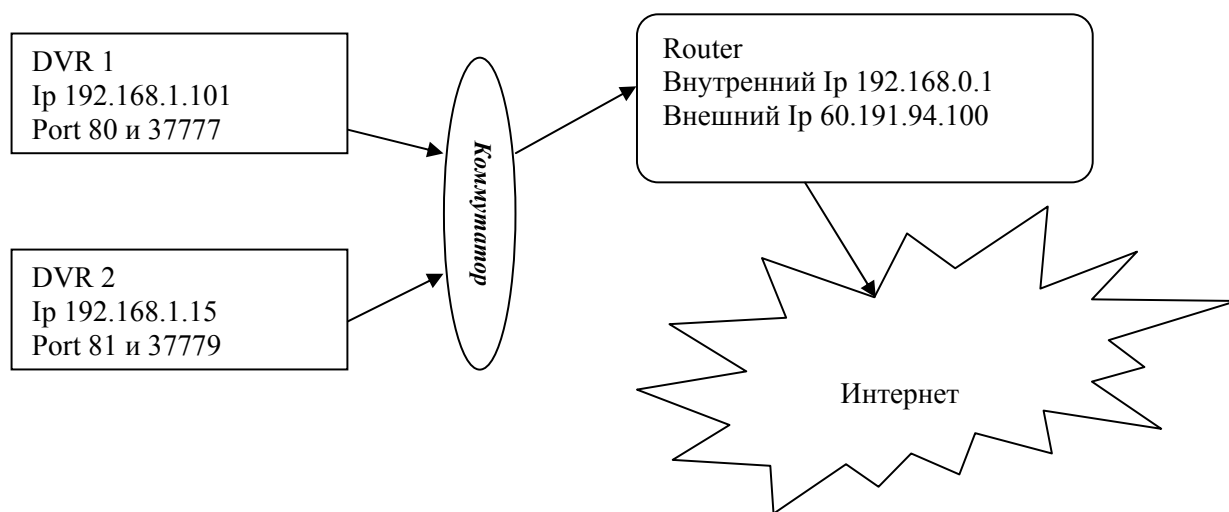 DVR 1
Ip 192.168.1.101
Port 80 и 37777
Коммутатор
Router
Внутренний Ip 192.168.0.1
Внешний Ip 60.191.94.100
DVR 2
Ip 192.168.1.15
Port 81 и 37779
Интернет